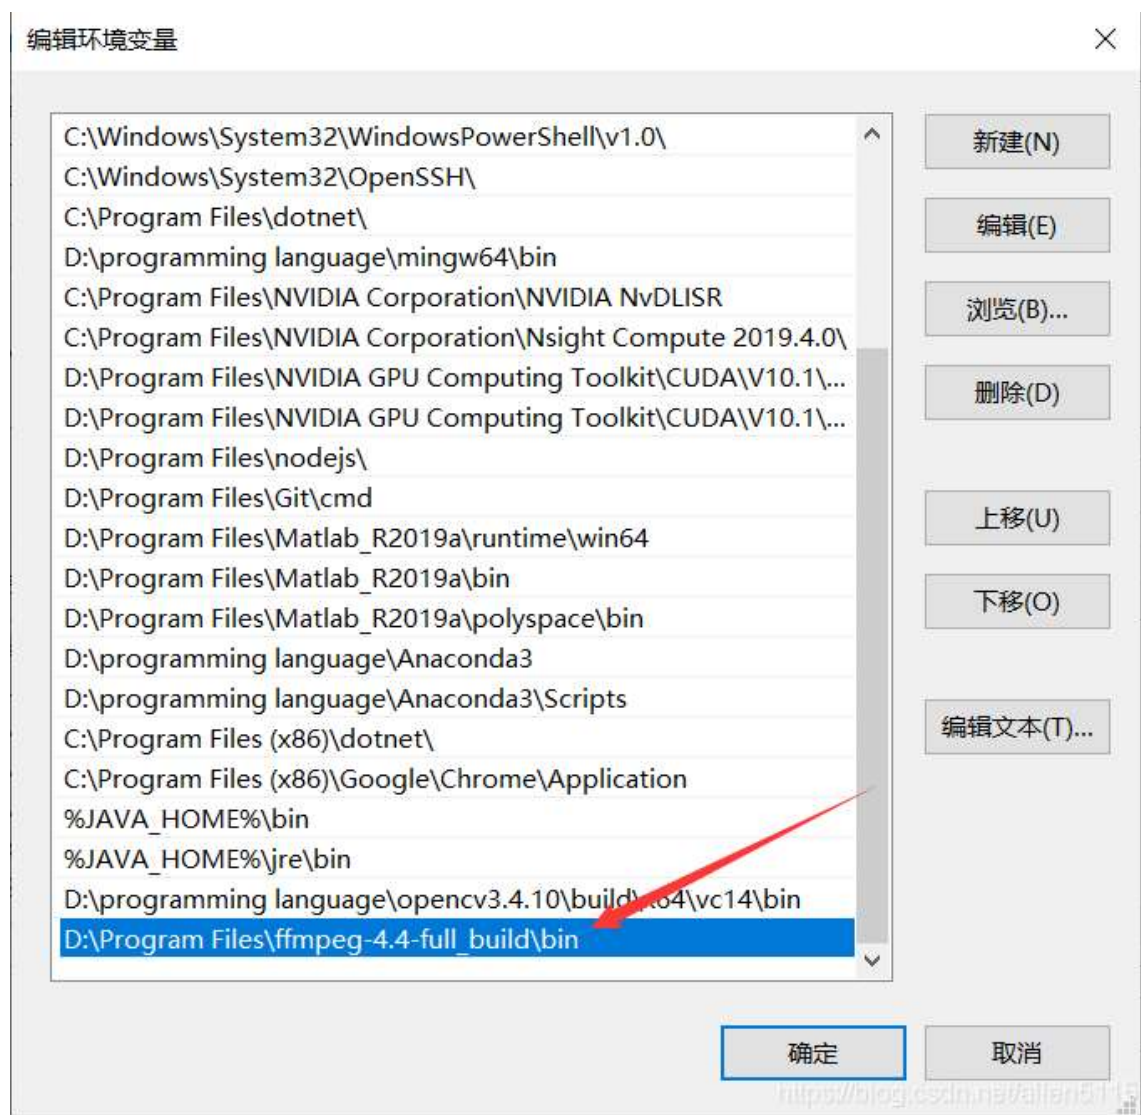 编辑环境变量
C:\Windows\System32\WindowsPowerShell\v1.0\
C:\Windows\System32\OpenSSH\
C:\Program Files\dotnet\
D:\programming language\mingw64\bin
C:\Program Files\NVIDIA Corporation\NVIDIA NvDLISR
C:\Program Files\NVIDIA Corporation\Nsight Compute 2019.4.0\
D:\Program Files\NVIDIA GPU Computing Toolkit\CUDA\V10.1\...
D:\Program Files\NVIDIA GPU Computing Toolkit\CUDA\V10.1\...
D:\Program Files\nodejs\
D:\Program Files\Git\cmd
D:\Program Files\Matlab_R2019a\runtime\win64
D:\Program Files\Matlab_R2019a\bin
D:\Program Files\Matlab_R2019a\polyspace\bin
D:\programming language\Anaconda3
D:\programming language\Anaconda3\Scripts
C:\Program Files (x86)\dotnet\
C:\Program Files (x86)\Google\Chrome\Application
%JAVA_HOME%\bin
%JAVA_HOME%\jre\bin
D:\programming language\opencv3.4.10\build\x64\vc14\bin
D:\Program Files\ffmpeg-4.4-full_build\bin
新建(N)
编辑(E)
浏览(B)...
删除(D)
上移(U)
下移(O)
编辑文本(T)...
确定
取消